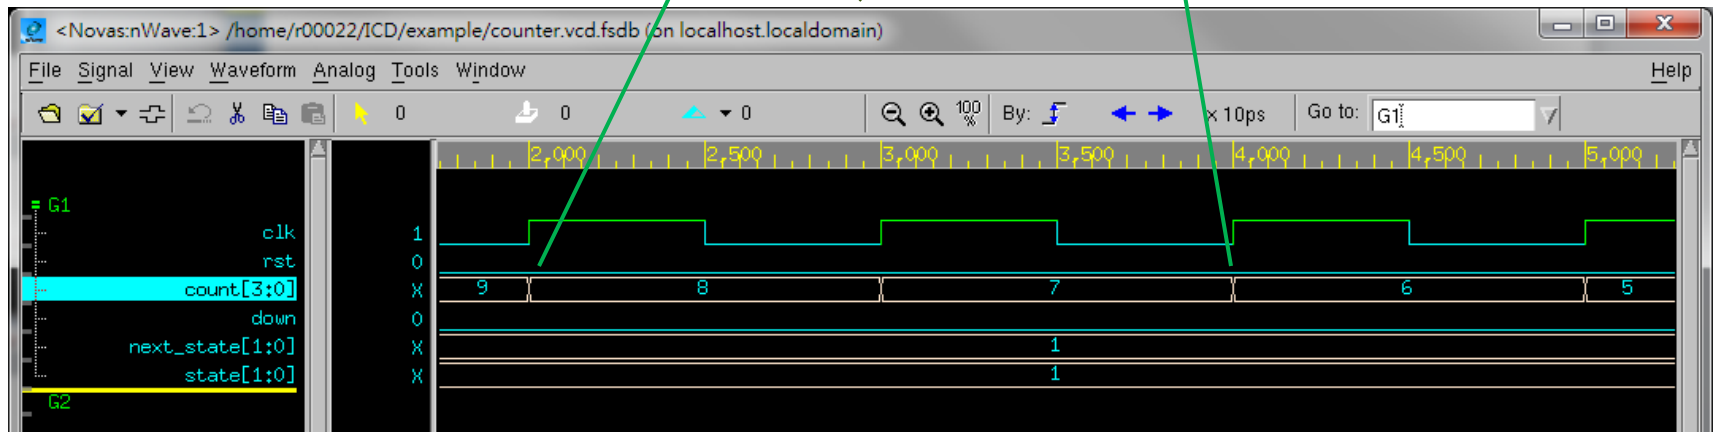 <Novas:nWave:1> /home/r00022/ICD/example/counter.vcd.fsdb (on localhost.localdomain)
File Signal View Waveform Analog Tools Window Help
0 0 0 100 % By: x 10ps Go to: G1
2,000 2,500 3,000 3,500 4,000 4,500 5,000
G1
clk 1
rst 0
count[3:0] X 9 8 7 6 5
down 0
next_state[1:0] X 1
state[1:0] X 1
G2